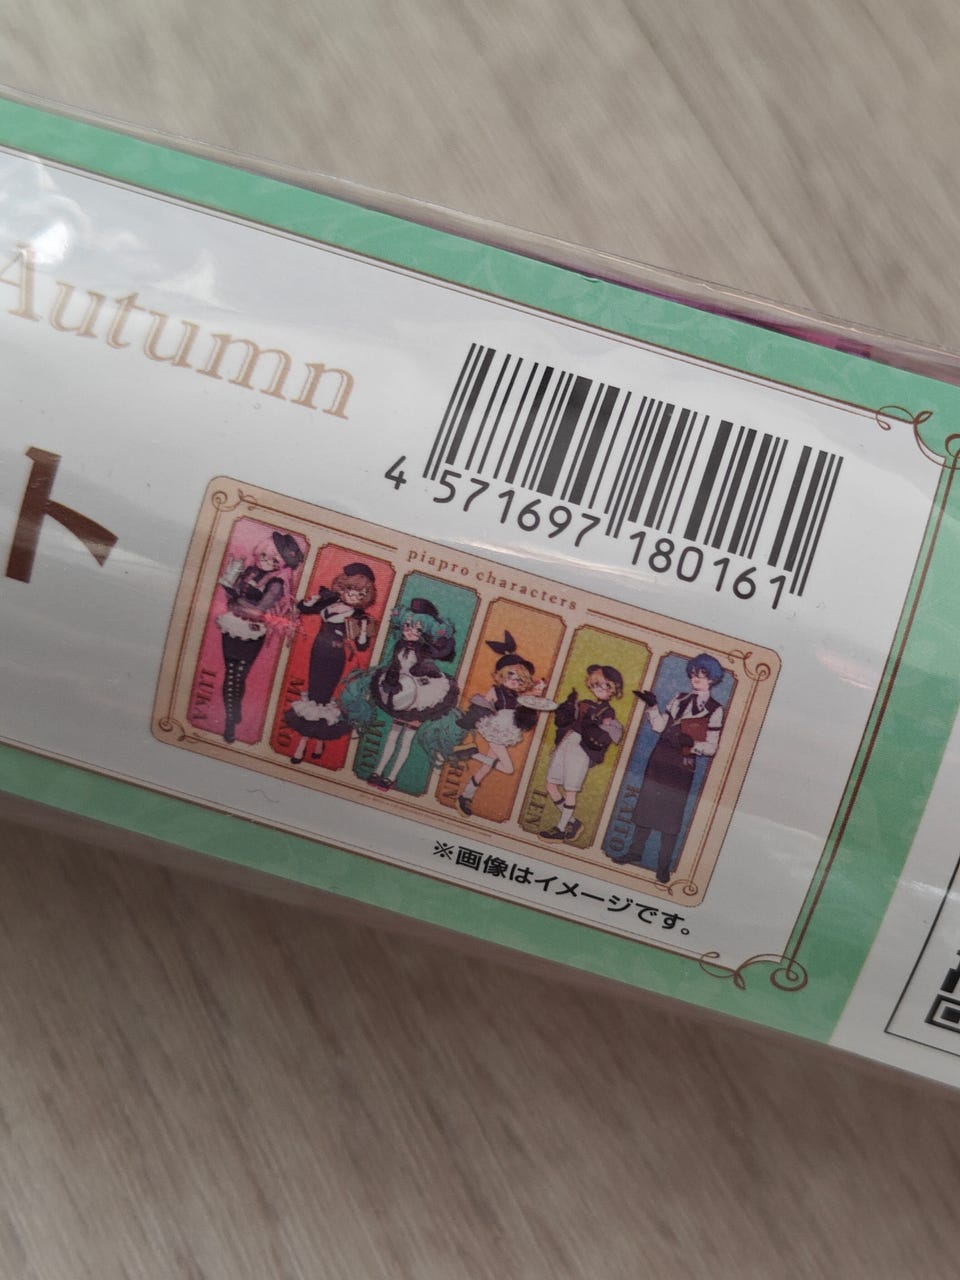 Autumn
ト
4 571697 180161
piapro characters
LUKA
MEIKO
MIKU
RIN
LEN
KAITO
※画像はイメージです。